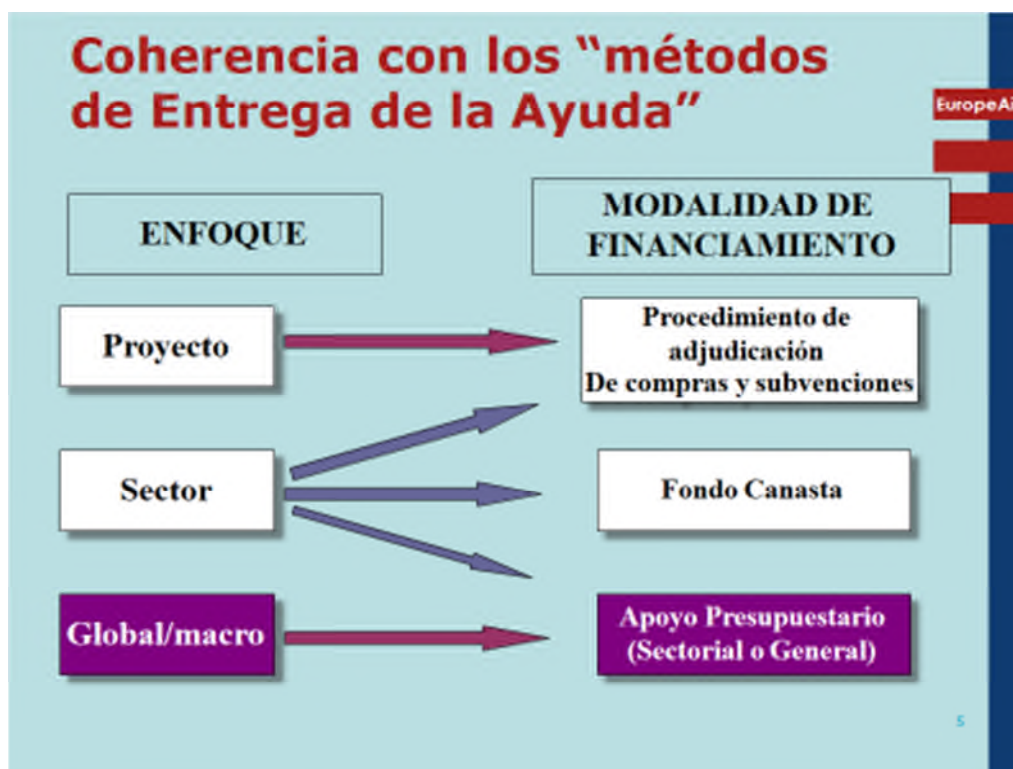 Coherencia con los “métodos
de Entrega de la Ayuda”
EuropeAi
ENFOQUE
MODALIDAD DE
FINANCIAMIENTO
Proyecto
Procedimiento de
adjudicación
De compras y subvenciones
Sector
Fondo Canasta
Global/macro
Apoyo Presupuestario
(Sectorial o General)
5